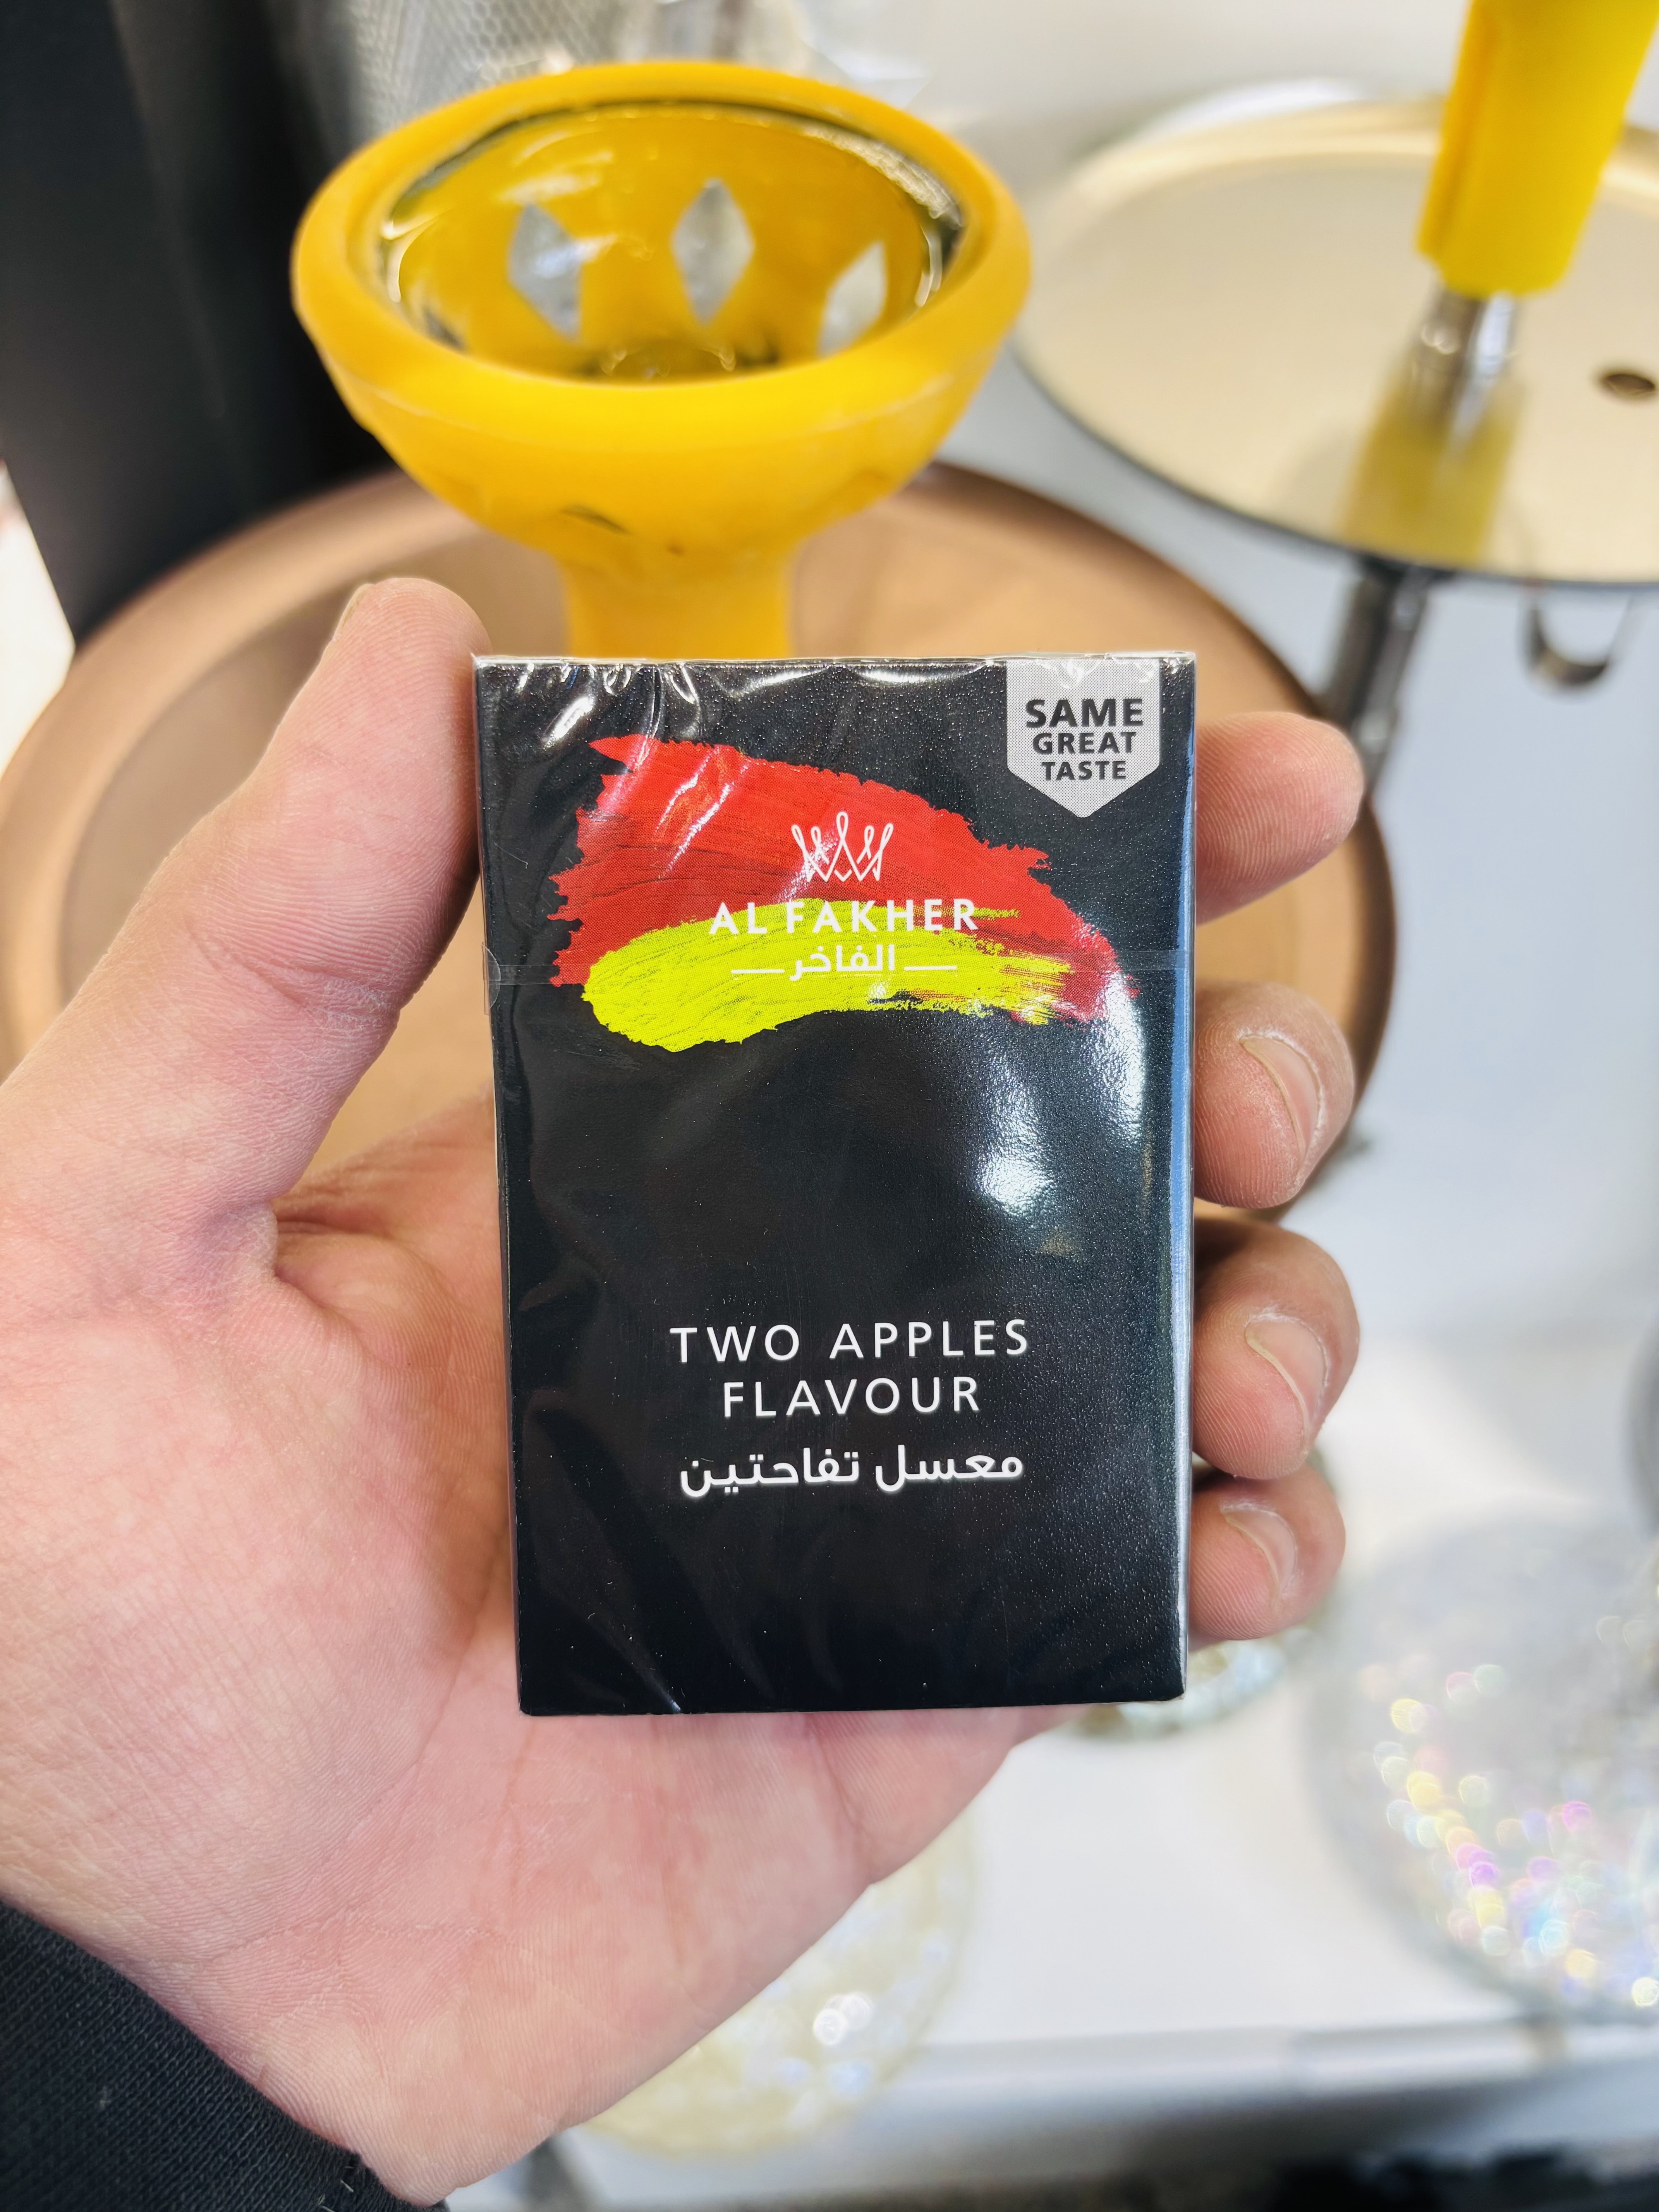 SAME
GREAT
TASTE
AL FAKHER
الفاخر
TWO APPLES
FLAVOUR
معسل تفاحتين